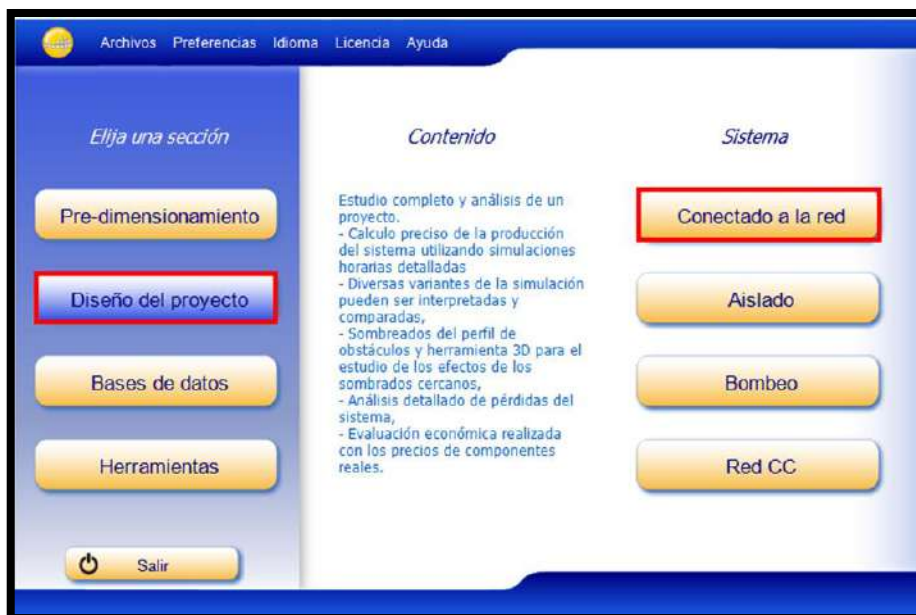 Archivos Preferencias Idioma Licencia Ayuda
Elija una sección
Pre-dimensionamiento
Diseño del proyecto
Bases de datos
Herramientas
Salir
Contenido
Estudio completo y análisis de un
proyecto.
- Calculo preciso de la producción
del sistema utilizando simulaciones
horarias detalladas
- Diversas variantes de la simulación
pueden ser interpretadas y
comparadas,
- Sombreados del perfil de
obstáculos y herramienta 3D para el
estudio de los efectos de los
sombrados cercanos,
- Análisis detallado de pérdidas del
sistema,
- Evaluación económica realizada
con los precios de componentes
reales.
Sistema
Conectado a la red
Aislado
Bombeo
Red CC